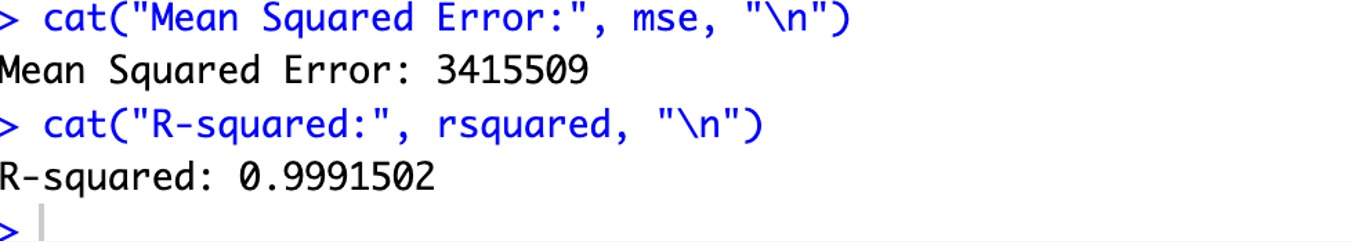 > cat("Mean Squared Error:", mse, "\n")
Mean Squared Error: 3415509
> cat("R-squared:", rsquared, "\n")
R-squared: 0.9991502
>